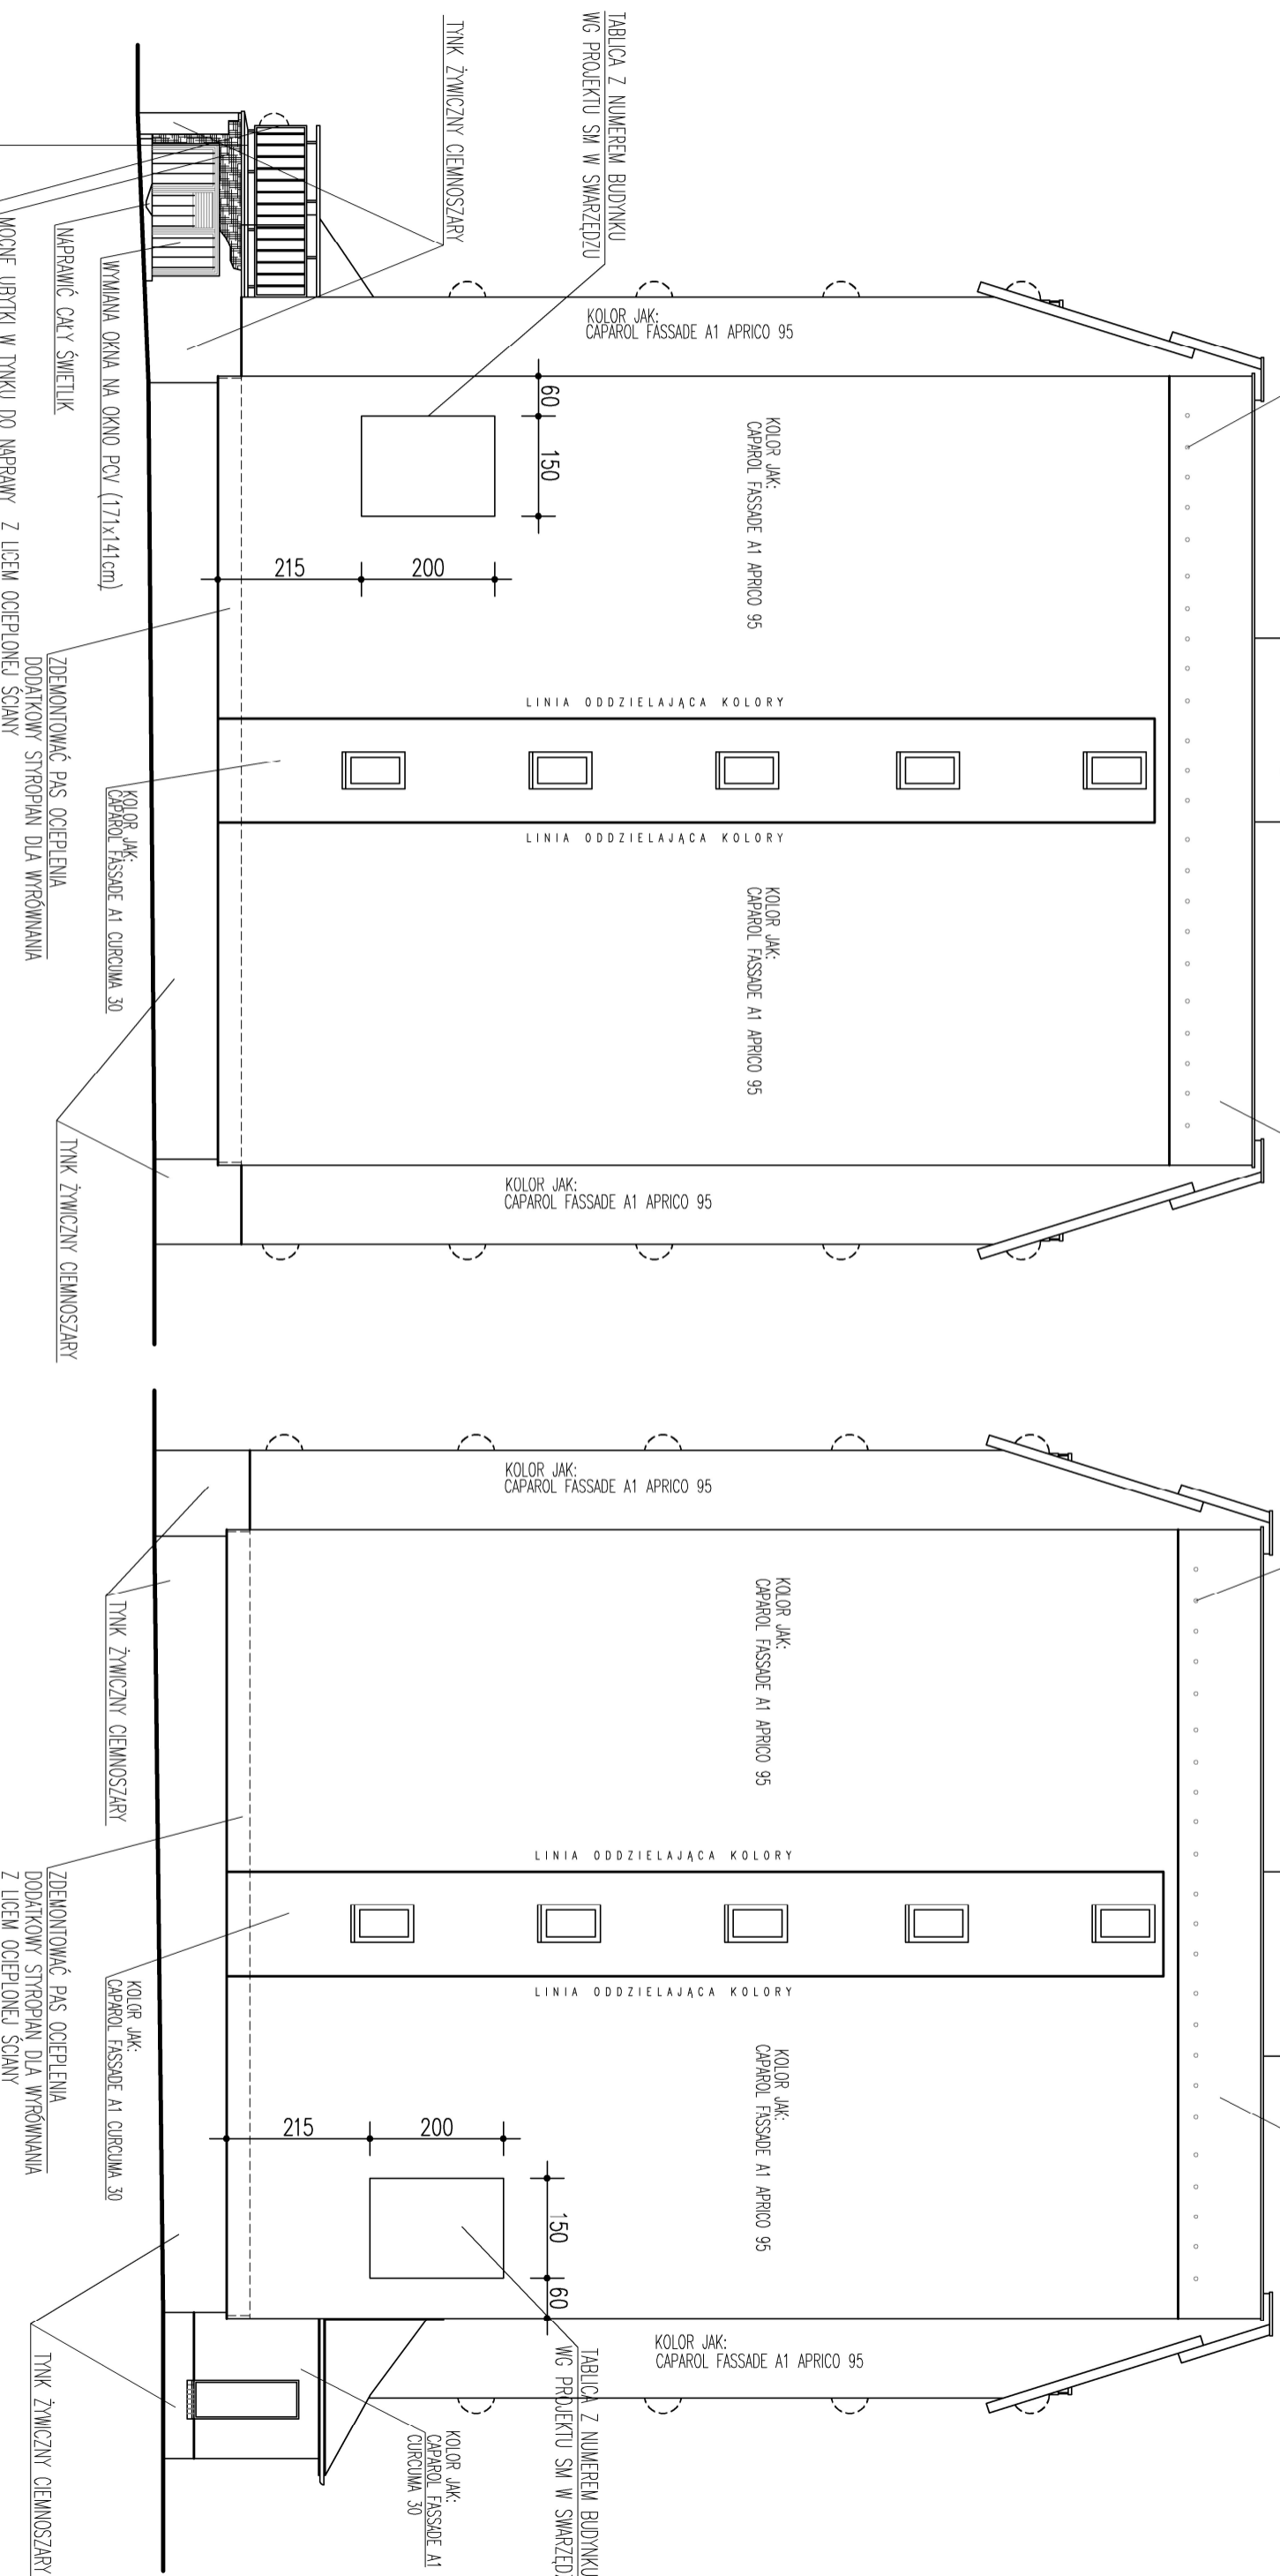 TABLICA Z NUMEREM BUDYNKU
WG PROJEKTU SM W SWARZĘDZU
TYNK ŻYWICZNY CIEMNOSZARY
KOLOR JAK:
CAPAROL FASSADE A1 APRICO 95
60
150
215
200
KOLOR JAK:
CAPAROL FASSADE A1 APRICO 95
LINIA ODDZIELAJĄCA KOLORY
LINIA ODDZIELAJĄCA KOLORY
KOLOR JAK:
CAPAROL FASSADE A1 APRICO 95
KOLOR JAK:
CAPAROL FASSADE A1 APRICO 95
WYMIANA OKNA NA OKNO PCV (171x141cm)
NAPRAWIĆ CAŁY ŚWIETLIK
MOCNE UBYTKI W TYNKU DO NAPRAWY
KOLOR JAK:
CAPAROL FASSADE A1 CURCUMA 30
ZDEMONTOWAĆ PAS OCIEPLENIA
DODATKOWY STYROPIAN DLA WYRÓWNANIA
Z LICEM OCIEPLONEJ ŚCIANY
TYNK ŻYWICZNY CIEMNOSZARY
KOLOR JAK:
CAPAROL FASSADE A1 APRICO 95
KOLOR JAK:
CAPAROL FASSADE A1 APRICO 95
LINIA ODDZIELAJĄCA KOLORY
LINIA ODDZIELAJĄCA KOLORY
KOLOR JAK:
CAPAROL FASSADE A1 APRICO 95
215
200
150
60
KOLOR JAK:
CAPAROL FASSADE A1 APRICO 95
TABLICA Z NUMEREM BUDYNKU
WG PROJEKTU SM W
KOLOR JAK:
CAPAROL FASSADE A1
CURCUMA 30
TYNK ŻYWICZNY CIEMNOSZARY
KOLOR JAK:
CAPAROL FASSADE A1 CURCUMA 30
ZDEMONTOWAĆ PAS OCIEPLENIA
DODATKOWY STYROPIAN DLA WYRÓWNANIA
Z LICEM OCIEPLONEJ ŚCIANY
TYNK ŻYWICZNY CIEMNOSZARY